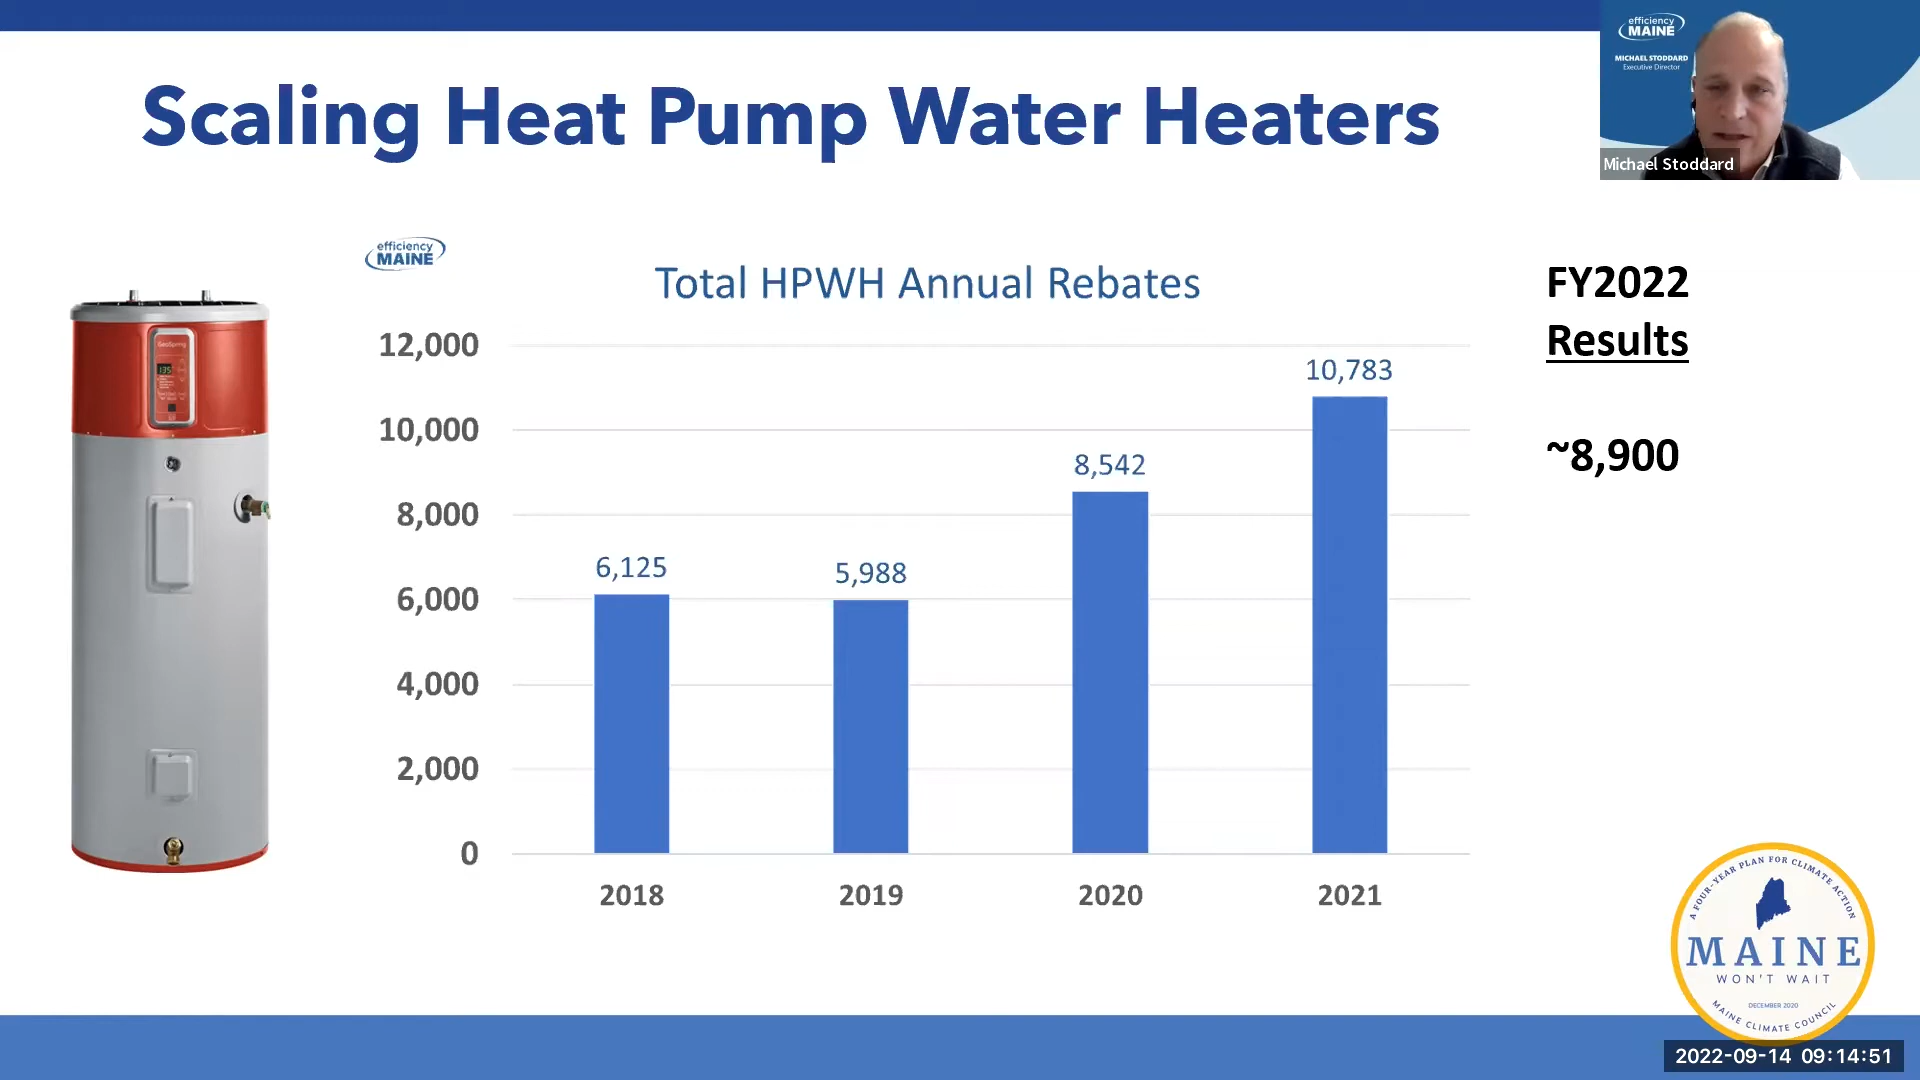 Scaling Heat Pump Water Heaters
efficiency
MAINE
MICHAEL STODDARD
Executive Director
Michael Stoddard
efficiency
MAINE
Total HPWH Annual Rebates
12,000
10,000
8,000
6,000
4,000
2,000
0
6,125
5,988
8,542
10,783
2018
2019
2020
2021
FY2022
Results
~8,900
GeoSpring
135
A FOUR-YEAR PLAN FOR CLIMATE ACTION
MAINE
WON'T WAIT
DECEMBER 2020
MAINE CLIMATE COUNCIL
2022-09-14 09:14:51